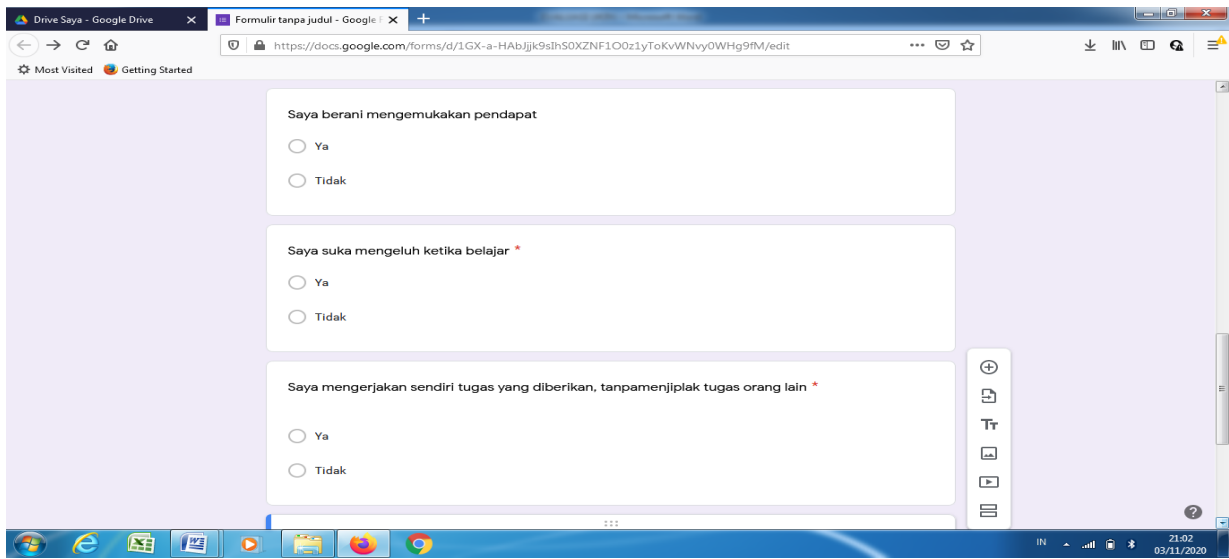 Drive Saya - Google Drive
Formulir tanpa judul - Google F
https://docs.google.com/forms/d/1GX-a-HAbJjjk9sIhS0XZNF1O0z1yToKvWNvy0WHg9fM/edit
Most Visited
Getting Started
Saya berani mengemukakan pendapat
Ya
Tidak
Saya suka mengeluh ketika belajar *
Ya
Tidak
Saya mengerjakan sendiri tugas yang diberikan, tanpamenjiplak tugas orang lain *
Ya
Tidak
IN
21:02
03/11/2020